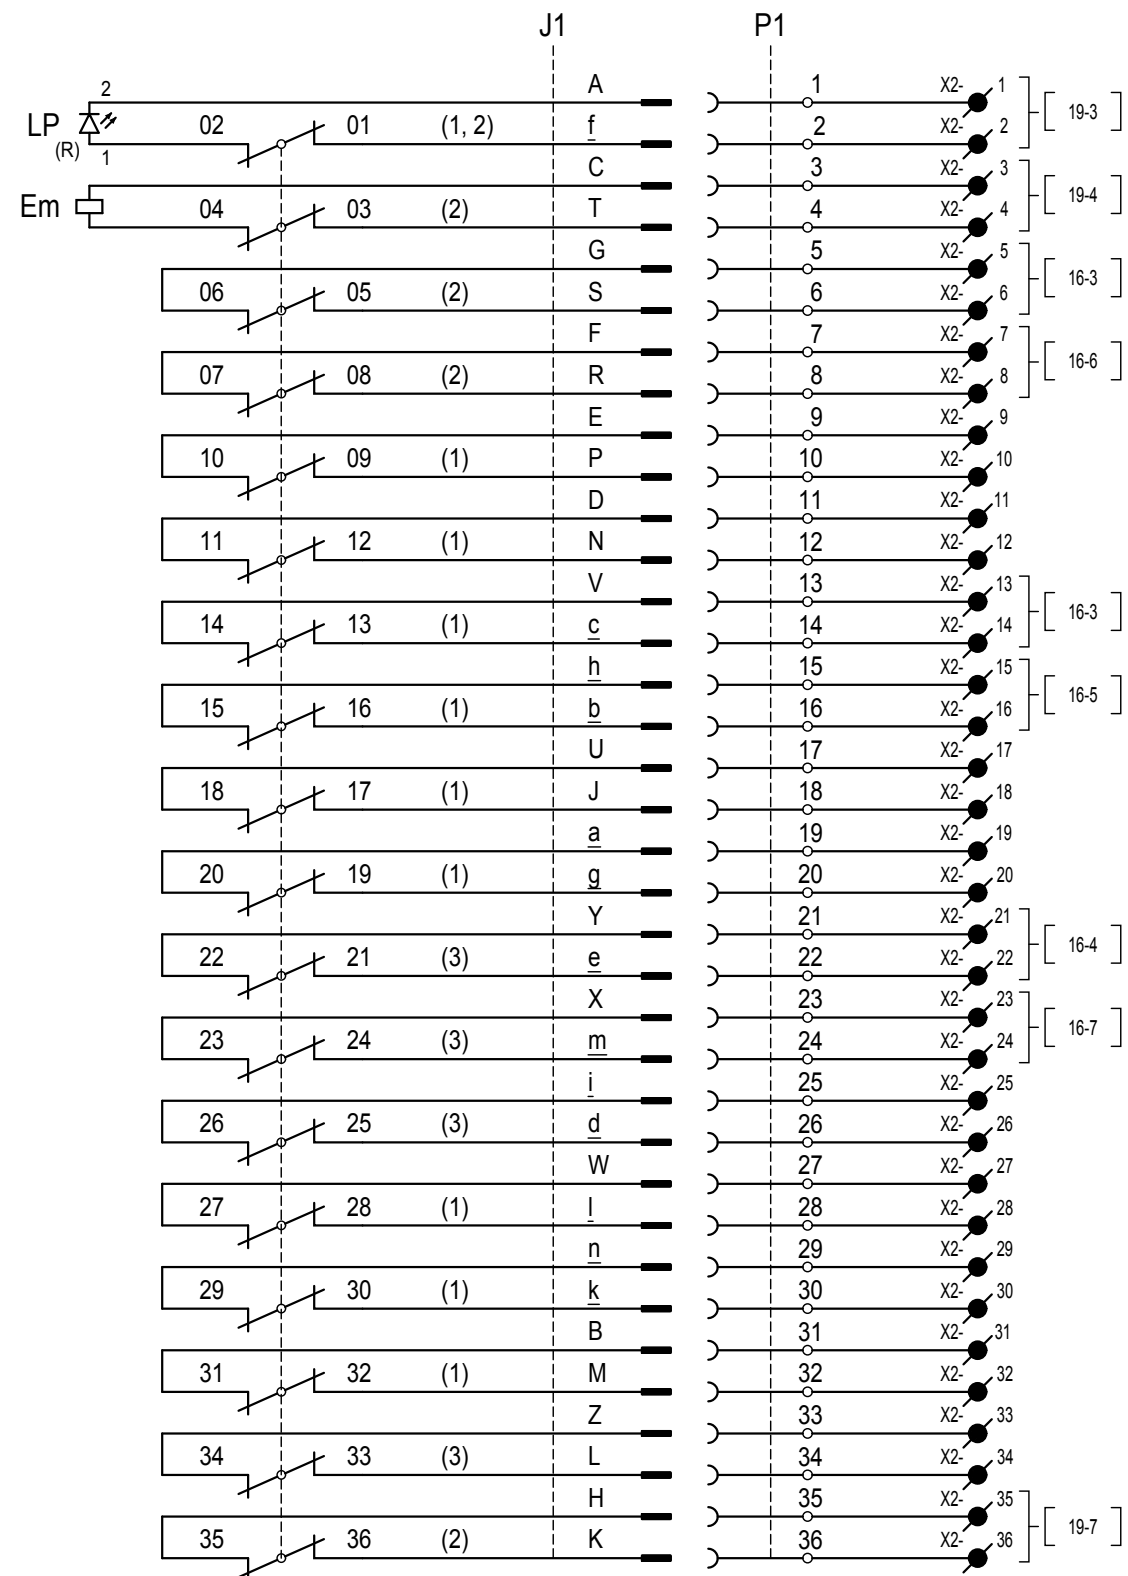 J1 P1
2 A 1 X2- 1
LP 02 01 (1, 2) f 2 X2- 2 19-3
(R) 1
C 3 X2- 3
Em 04 03 (2) T 4 X2- 4 19-4
G 5 X2- 5
06 05 (2) S 6 X2- 6 16-3
F 7 X2- 7
07 08 (2) R 8 X2- 8 16-6
E 9 X2- 9
10 09 (1) P 10 X2- 10
D 11 X2- 11
11 12 (1) N 12 X2- 12
V 13 X2- 13
14 13 (1) c 14 X2- 14 16-3
h 15 X2- 15
15 16 (1) b 16 X2- 16 16-5
U 17 X2- 17
18 17 (1) J 18 X2- 18
a 19 X2- 19
20 19 (1) g 20 X2- 20
Y 21 X2- 21
22 21 (3) e 22 X2- 22 16-4
X 23 X2- 23
23 24 (3) m 24 X2- 24 16-7
i 25 X2- 25
26 25 (3) d 26 X2- 26
W 27 X2- 27
27 28 (1) l 28 X2- 28
n 29 X2- 29
29 30 (1) k 30 X2- 30
B 31 X2- 31
31 32 (1) M 32 X2- 32
Z 33 X2- 33
34 33 (3) L 34 X2- 34
H 35 X2- 35
35 36 (2) K 36 X2- 36 19-7